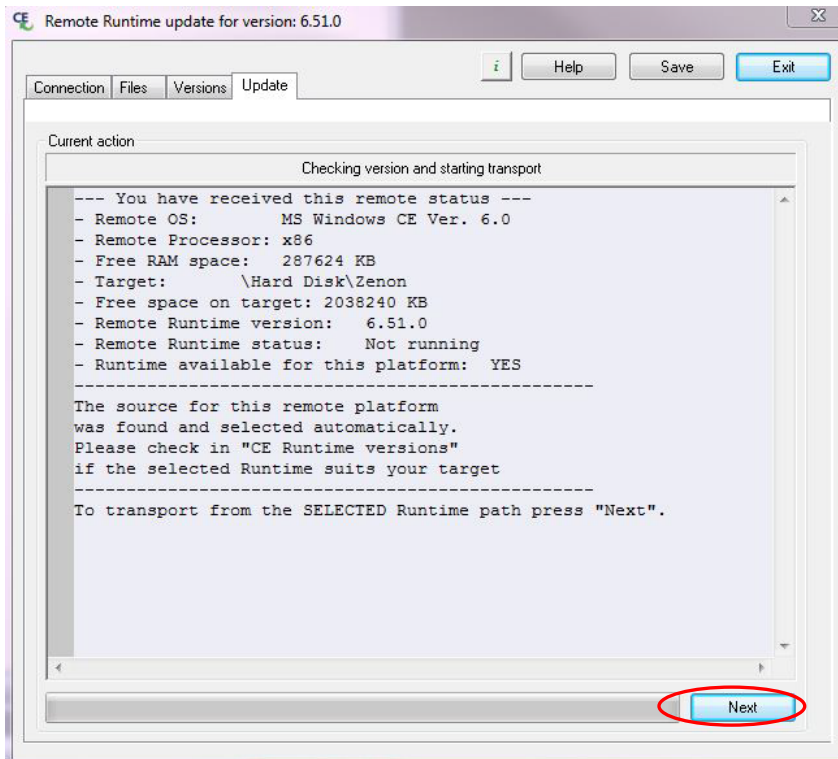 CE Remote Runtime update for version: 6.51.0
i Help Save Exit
Connection Files Versions Update
Current action
Checking version and starting transport
--- You have received this remote status ---
- Remote OS: MS Windows CE Ver. 6.0
- Remote Processor: x86
- Free RAM space: 287624 KB
- Target: \Hard Disk\Zenon
- Free space on target: 2038240 KB
- Remote Runtime version: 6.51.0
- Remote Runtime status: Not running
- Runtime available for this platform: YES
--------------------------------------------------
The source for this remote platform
was found and selected automatically.
Please check in "CE Runtime versions"
if the selected Runtime suits your target
--------------------------------------------------
To transport from the SELECTED Runtime path press "Next".
Next